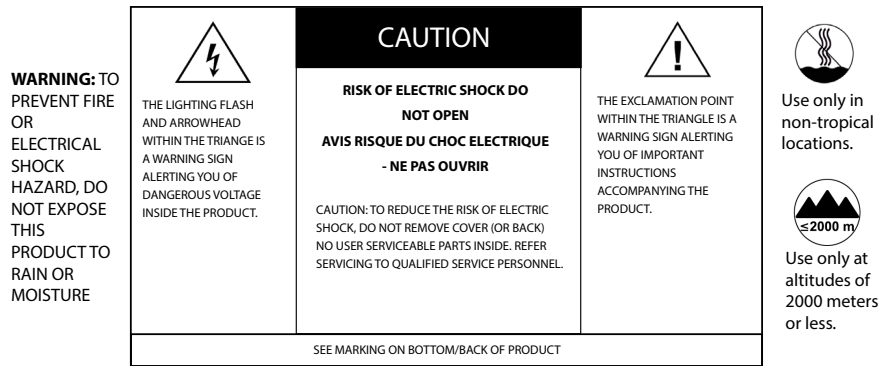 WARNING: TO
PREVENT FIRE
OR
ELECTRICAL
SHOCK
HAZARD, DO
NOT EXPOSE
THIS
PRODUCT TO
RAIN OR
MOISTURE
THE LIGHTING FLASH
AND ARROWHEAD
WITHIN THE TRIANGE IS
A WARNING SIGN
ALERTING YOU OF
DANGEROUS VOLTAGE
INSIDE THE PRODUCT.
CAUTION
RISK OF ELECTRIC SHOCK DO
NOT OPEN
AVIS RISQUE DU CHOC ELECTRIQUE
- NE PAS OUVRIR
CAUTION: TO REDUCE THE RISK OF ELECTRIC
SHOCK, DO NOT REMOVE COVER (OR BACK)
NO USER SERVICEABLE PARTS INSIDE. REFER
SERVICING TO QUALIFIED SERVICE PERSONNEL.
!
THE EXCLAMATION POINT
WITHIN THE TRIANGLE IS A
WARNING SIGN ALERTING
YOU OF IMPORTANT
INSTRUCTIONS
ACCOMPANYING THE
PRODUCT.
SEE MARKING ON BOTTOM/BACK OF PRODUCT
Use only in
non-tropical
locations.
≤2000 m
Use only at
altitudes of
2000 meters
or less.